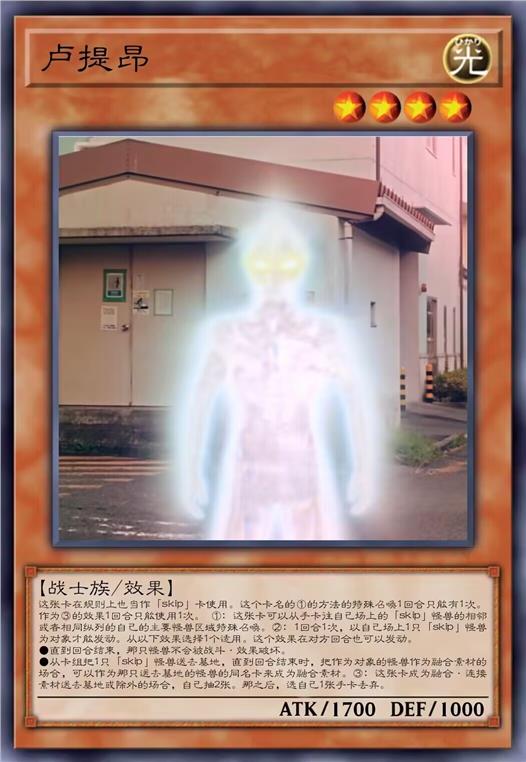 卢提昂
ひかり
光
【战士族/效果】
这张卡在规则上也当作「skip」卡使用。这个卡名的①的方法的特殊召唤1回合只能有1次。
作为③的效果1回合只能使用1次。 ①：这张卡可以从手卡往自己场上的「skip」怪兽的相邻
或者相同纵列的自己的主要怪兽区域特殊召唤。②：1回合1次，以自己场上1只「skip」怪兽
为对象才能发动。从以下效果选择1个适用。这个效果在对方回合也可以发动。
●直到回合结束，那只怪兽不会被战斗·效果破坏。
●从卡组把1只「skip」怪兽送去墓地，直到回合结束时，把作为对象的怪兽作为融合素材的
场合，可以作为那只送去墓地的怪兽的同名卡来成为融合素材。③：这张卡成为融合·连接
素材送去墓地或除外的场合，自己抽2张。那之后，选自己1张手卡丢弃。
ATK/1700 DEF/1000